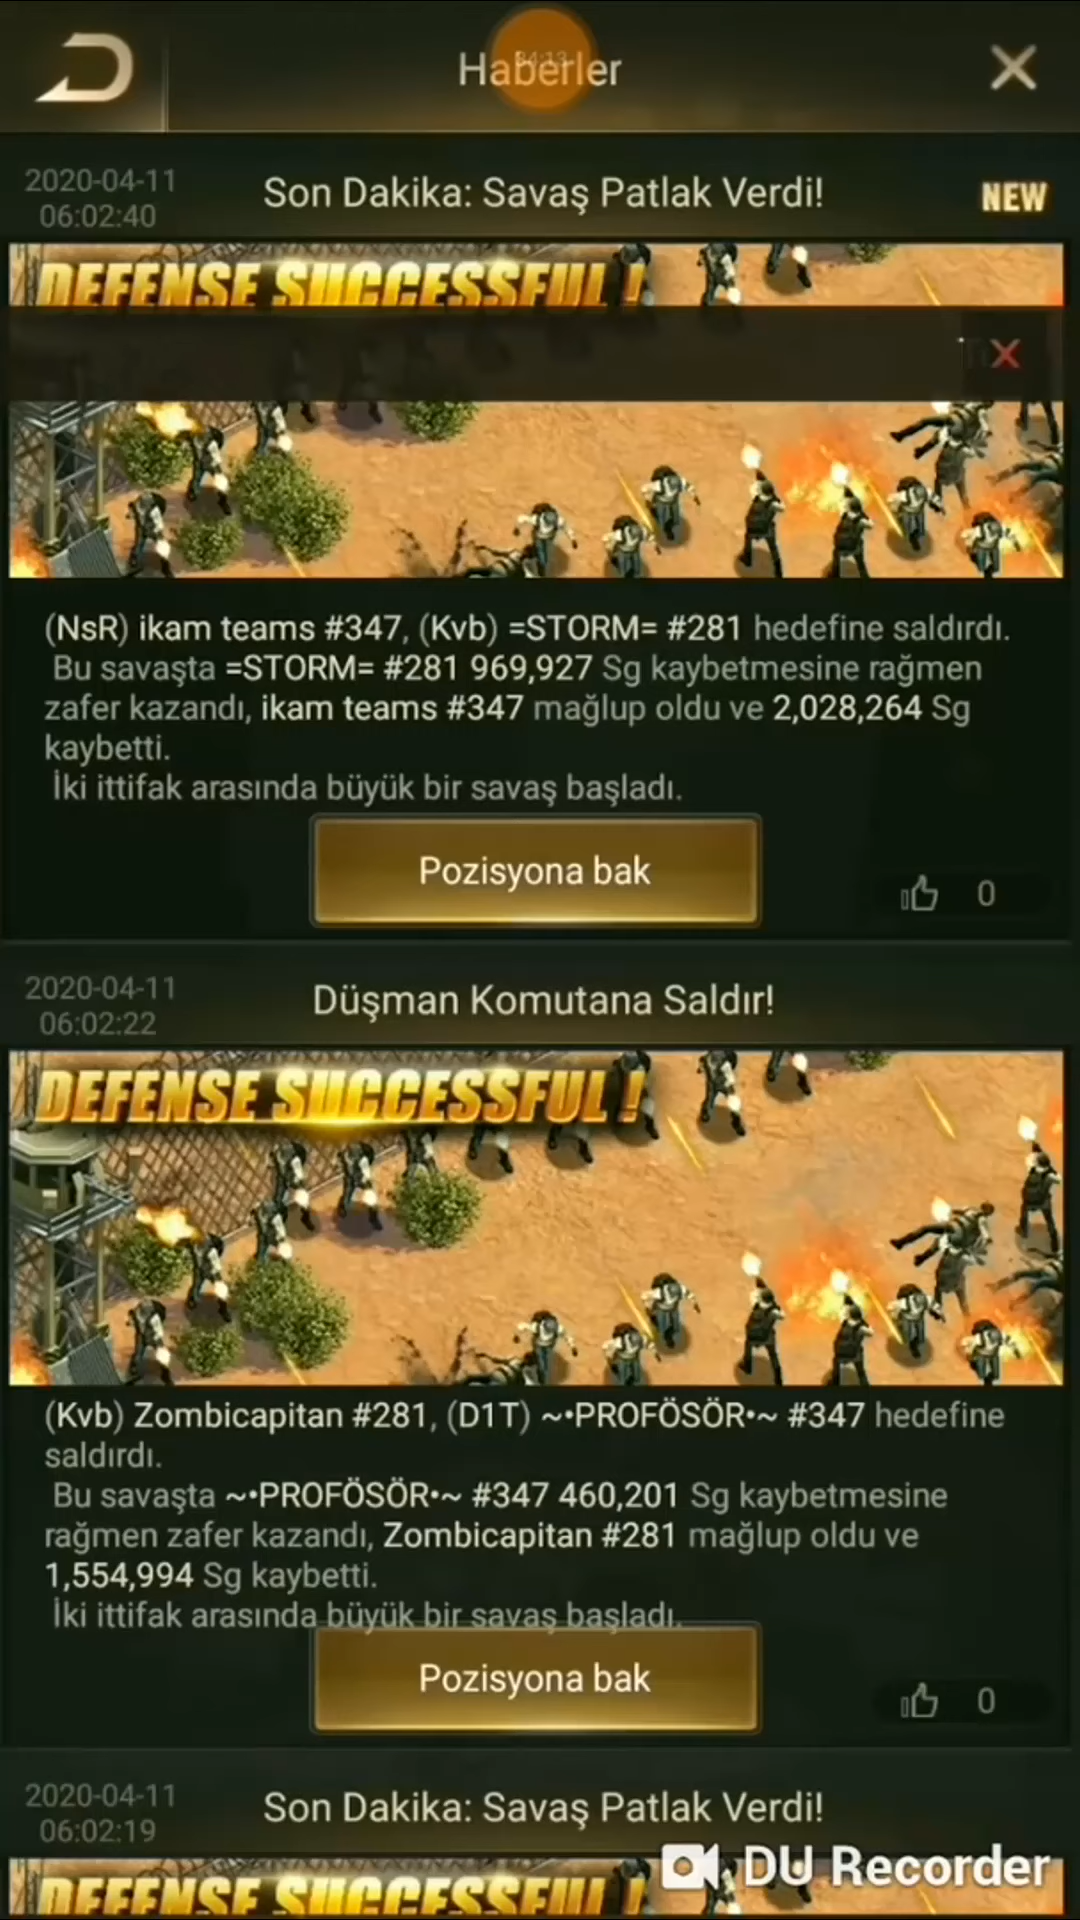 Haberler
2020-04-11
06:02:40
Son Dakika: Savaş Patlak Verdi!
NEW
DEFENSE SUCCESSFUL !
(NsR) ikam teams #347, (Kvb) =STORM= #281 hedefine saldırdı.
Bu savaşta =STORM= #281 969,927 Sg kaybetmesine rağmen
zafer kazandı, ikam teams #347 mağlup oldu ve 2,028,264 Sg
kaybetti.
İki ittifak arasında büyük bir savaş başladı.
Pozisyona bak
0
2020-04-11
06:02:22
Düşman Komutana Saldır!
DEFENSE SUCCESSFUL !
(Kvb) Zombicapitan #281, (D1T) ~•PROFÖSÖR•~ #347 hedefine
saldırdı.
Bu savaşta ~•PROFÖSÖR•~ #347 460,201 Sg kaybetmesine
rağmen zafer kazandı, Zombicapitan #281 mağlup oldu ve
1,554,994 Sg kaybetti.
İki ittifak arasında büyük bir savaş başladı.
Pozisyona bak
0
2020-04-11
06:02:19
Son Dakika: Savaş Patlak Verdi!
DU Recorder
DEFENSE SUCCESSFUL !